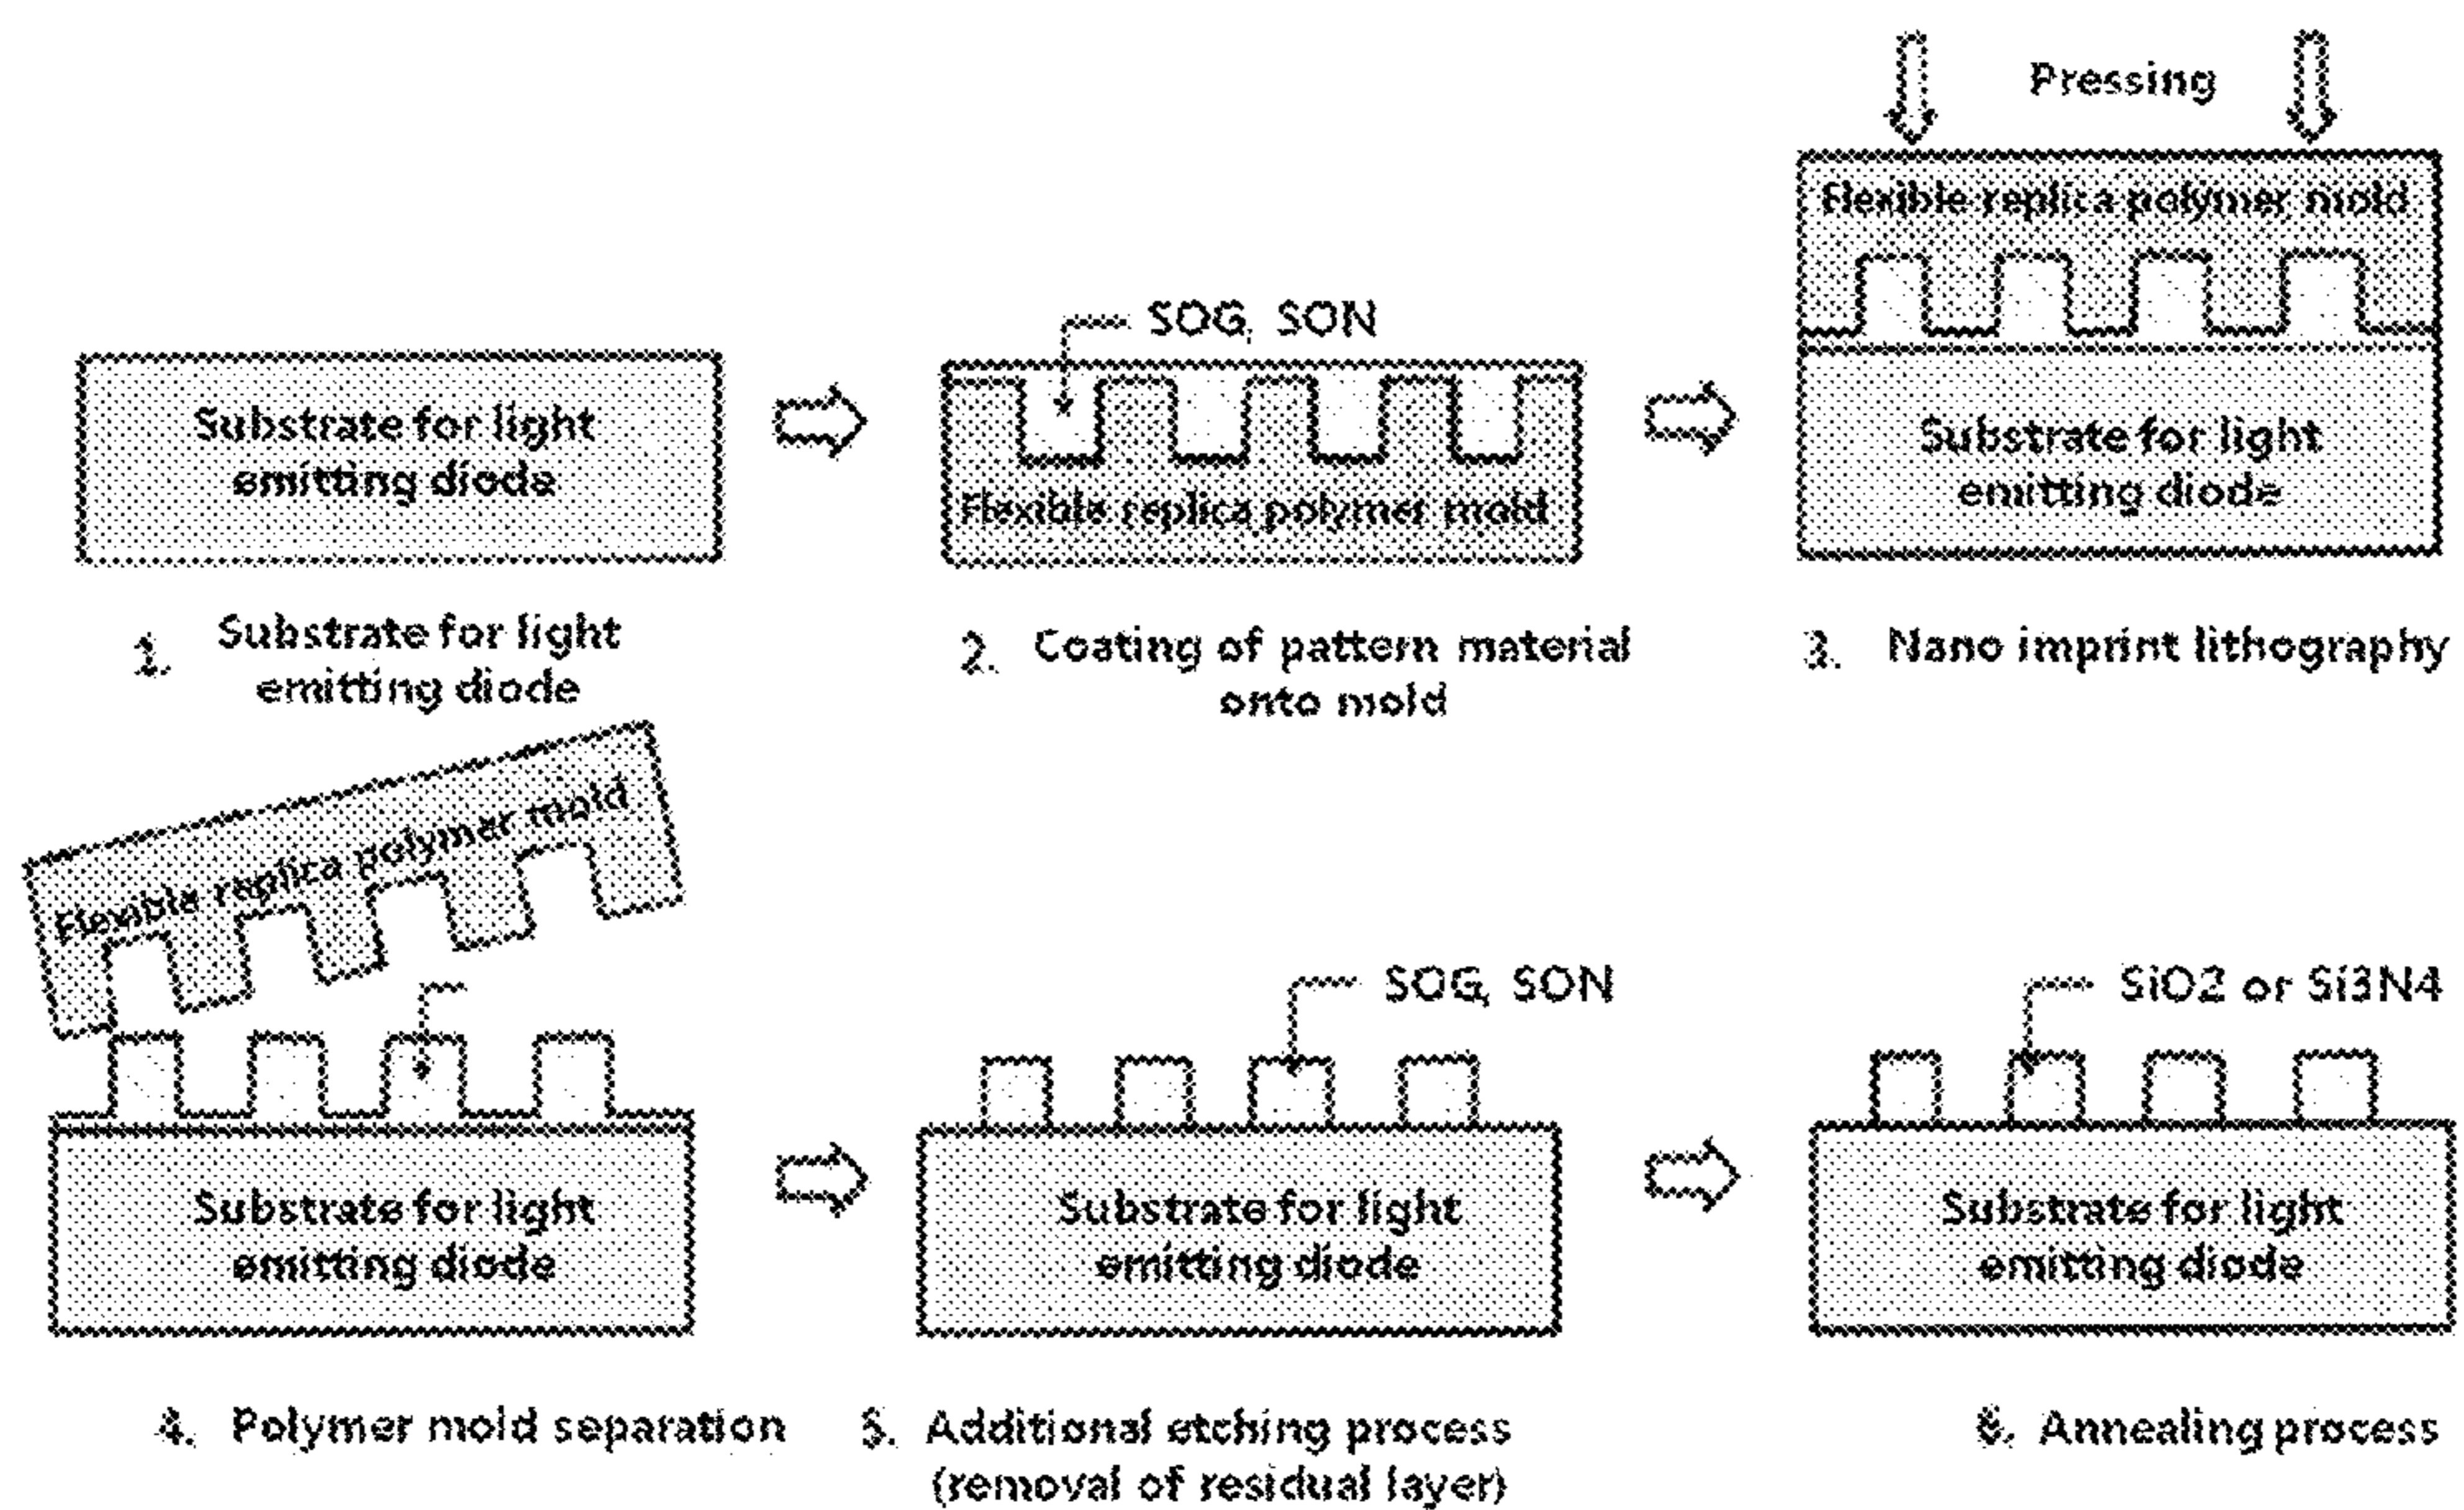 Substrate for light
emitting diode
1. Substrate for light
emitting diode
SOG, SON
Flexible replica polymer mold
2. Coating of pattern material
onto mold
Pressing
Flexible replica polymer mold
Substrate for light
emitting diode
3. Nano imprint lithography
Flexible replica polymer mold
Substrate for light
emitting diode
4. Polymer mold separation
SOG, SON
Substrate for light
emitting diode
5. Additional etching process
(removal of residual layer)
SiO2 or Si3N4
Substrate for light
emitting diode
6. Annealing process